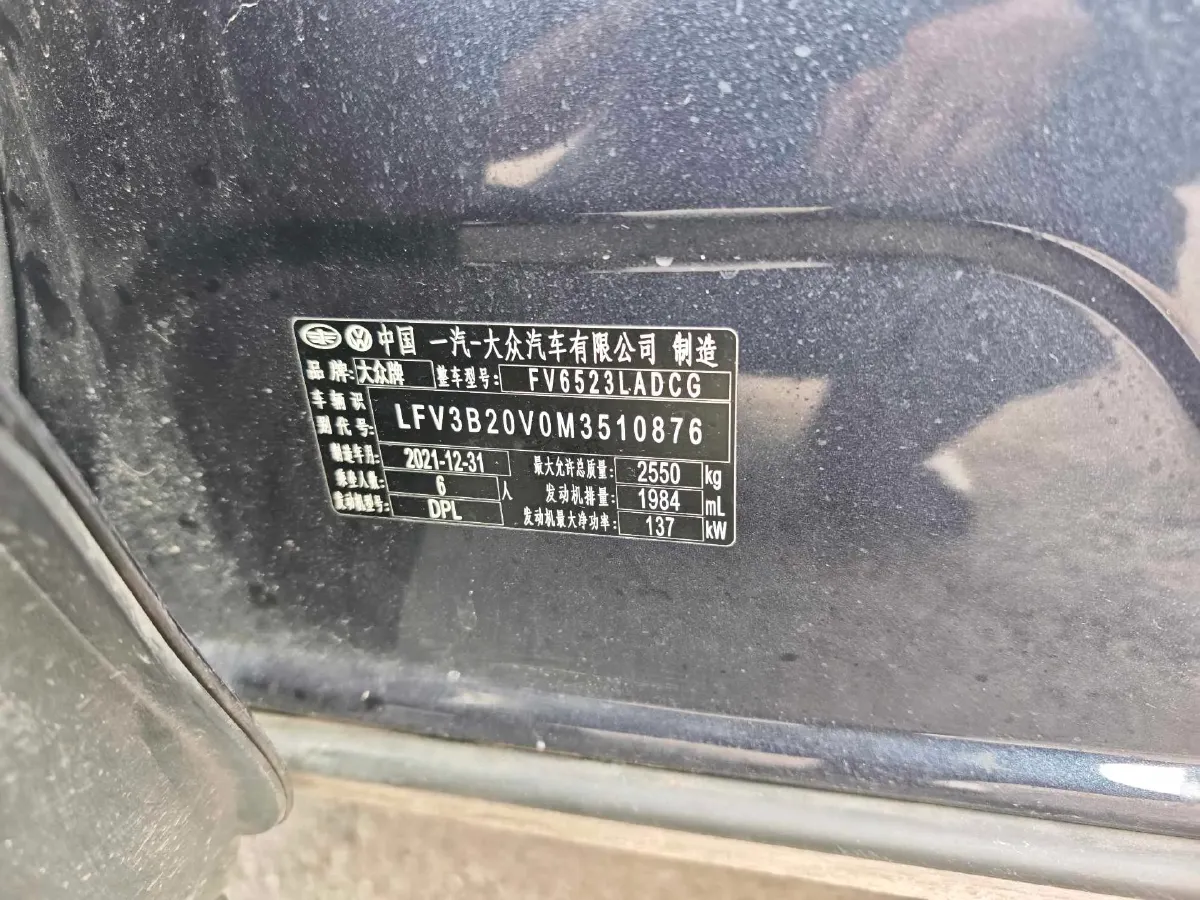 中国 一汽-大众汽车有限公司 制造
品牌:大众牌 整车型号: FV6523LADCG
车辆识别代号: LFV3B20V0M3510876
制造年月: 2021-12-31 最大允许总质量: 2550 kg
乘坐人数: 6 人 发动机排量: 1984 mL
发动机型号: DPL 发动机最大净功率: 137 kW